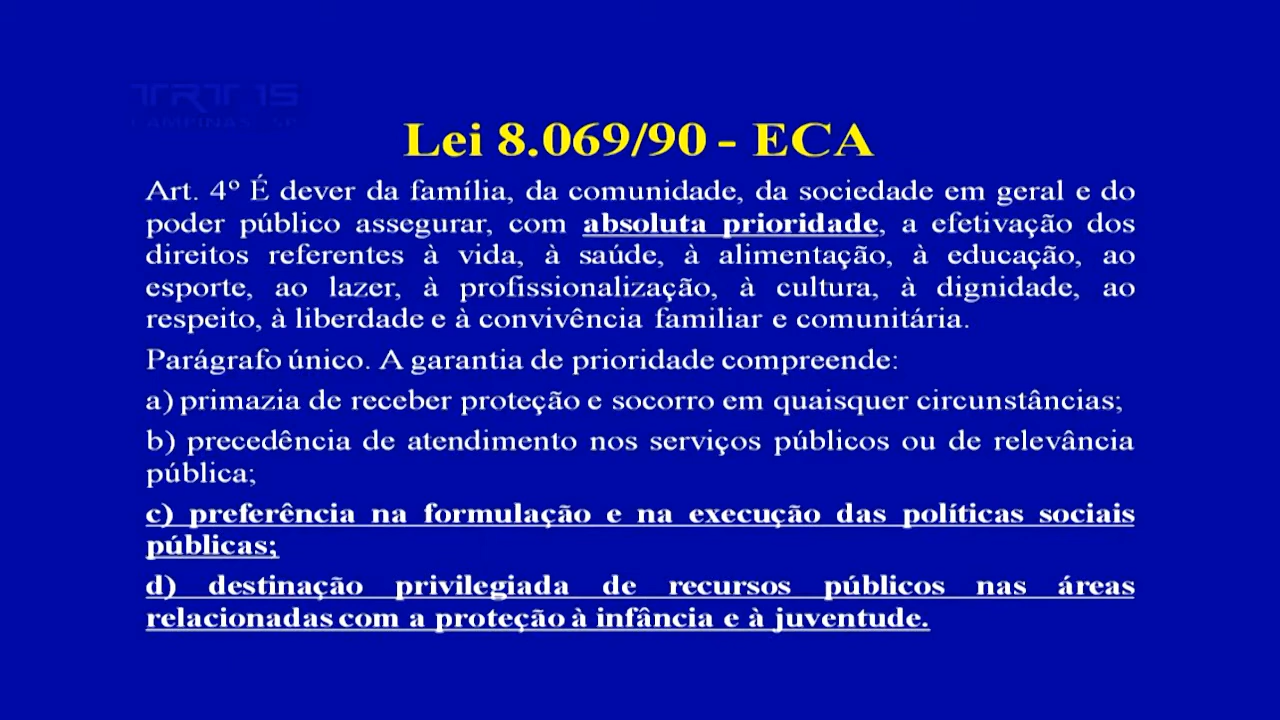 TRT 15
CAMPINAS - SP
Lei 8.069/90 - ECA
Art. 4º É dever da família, da comunidade, da sociedade em geral e do
poder público assegurar, com absoluta prioridade, a efetivação dos
direitos referentes à vida, à saúde, à alimentação, à educação, ao
esporte, ao lazer, à profissionalização, à cultura, à dignidade, ao
respeito, à liberdade e à convivência familiar e comunitária.
Parágrafo único. A garantia de prioridade compreende:
a) primazia de receber proteção e socorro em quaisquer circunstâncias;
b) precedência de atendimento nos serviços públicos ou de relevância
pública;
c) preferência na formulação e na execução das políticas sociais
públicas;
d) destinação privilegiada de recursos públicos nas áreas
relacionadas com a proteção à infância e à juventude.